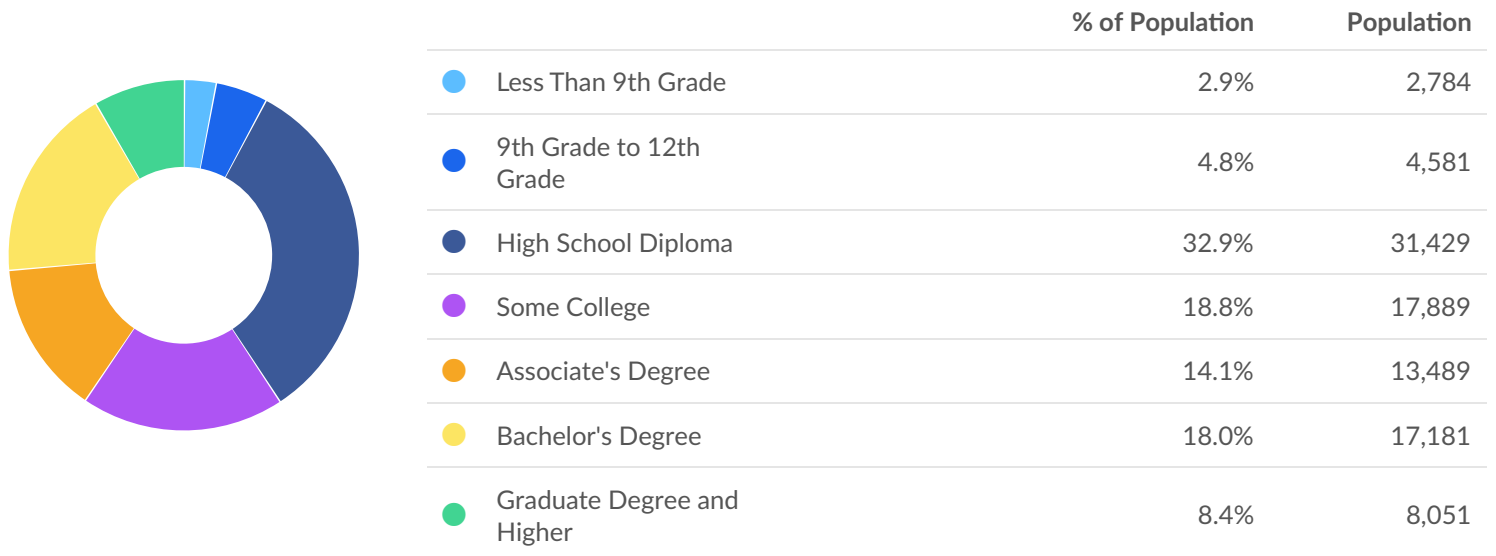 % of Population Population
Less Than 9th Grade 2.9% 2,784
9th Grade to 12th
Grade 4.8% 4,581
High School Diploma 32.9% 31,429
Some College 18.8% 17,889
Associate's Degree 14.1% 13,489
Bachelor's Degree 18.0% 17,181
Graduate Degree and
Higher 8.4% 8,051